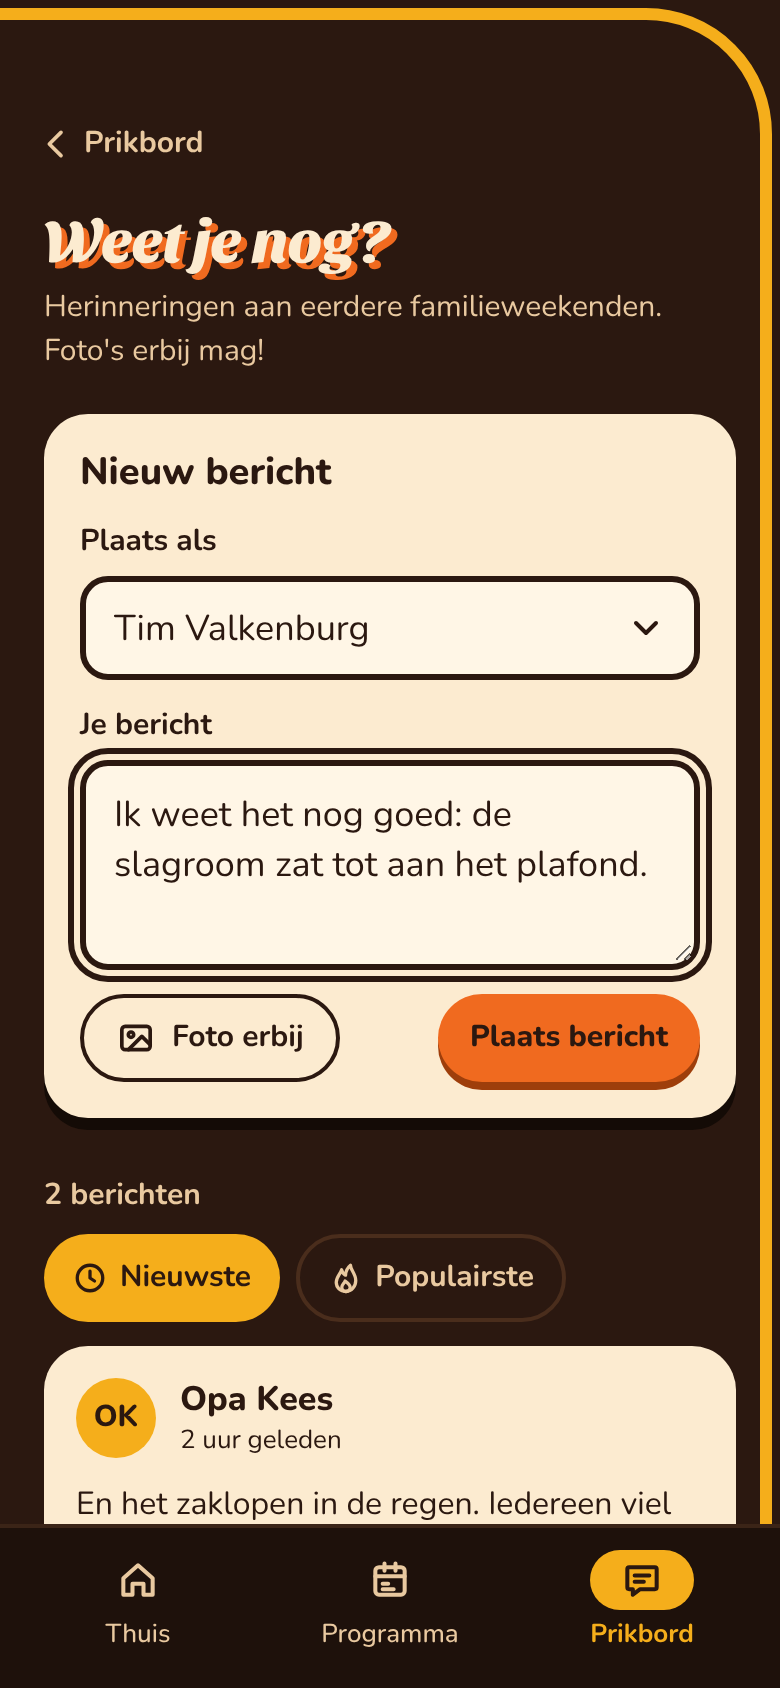 Prikbord
Weet je nog?
Herinneringen aan eerdere familieweekenden.
Foto's erbij mag!
Nieuw bericht
Plaats als
Tim Valkenburg
Je bericht
Ik weet het nog goed: de
slagroom zat tot aan het plafond.
Foto erbij
Plaats bericht
2 berichten
Nieuwste
Populairste
OK
Opa Kees
2 uur geleden
En het zaklopen in de regen. Iedereen viel
Thuis
Programma
Prikbord